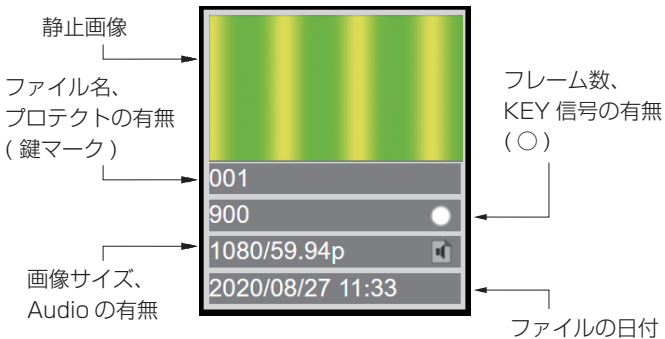 静止画像
ファイル名、
プロテクトの有無
( 鍵マーク )
画像サイズ、
Audio の有無
001
900
1080/59.94p
2020/08/27 11:33
フレーム数、
KEY 信号の有無
( ○ )
ファイルの日付